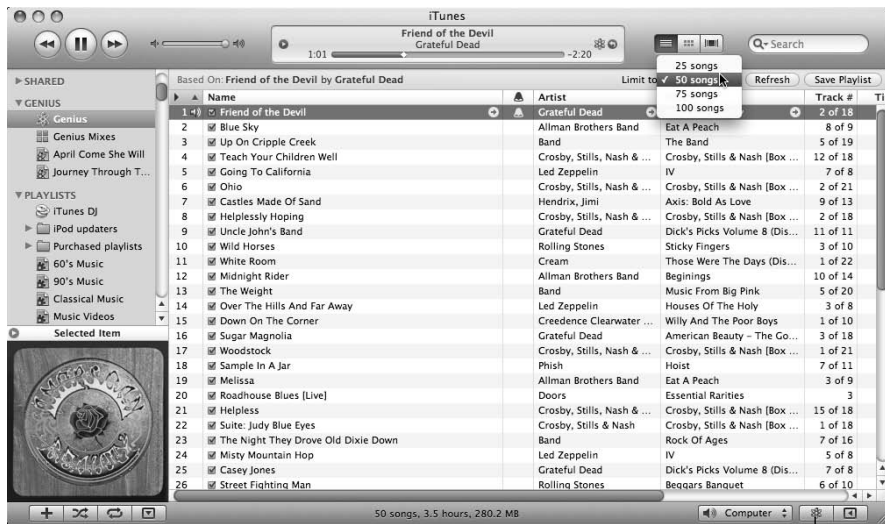 iTunes
Friend of the Devil
Grateful Dead
1:01 -2:20
Search
SHARED
GENIUS
Genius
Genius Mixes
April Come She Will
Journey Through T...
PLAYLISTS
iTunes DJ
iPod updaters
Purchased playlists
60's Music
90's Music
Classical Music
Music Videos
Selected Item
AMERICAN BEAUTY
Based On: Friend of the Devil by Grateful Dead Limit to Refresh Save Playlist
25 songs
✓ 50 songs
75 songs
100 songs
Name Artist Track # Ti
1 Friend of the Devil Grateful Dead 2 of 18
2 Blue Sky Allman Brothers Band Eat A Peach 8 of 9
3 Up On Cripple Creek Band The Band 5 of 19
4 Teach Your Children Well Crosby, Stills, Nash & ... Crosby, Stills & Nash [Box ... 12 of 18
5 Going To California Led Zeppelin IV 7 of 8
6 Ohio Crosby, Stills, Nash & ... Crosby, Stills & Nash [Box ... 2 of 21
7 Castles Made Of Sand Hendrix, Jimi Axis: Bold As Love 9 of 13
8 Helplessly Hoping Crosby, Stills, Nash & ... Crosby, Stills & Nash [Box ... 2 of 18
9 Uncle John's Band Grateful Dead Dick's Picks Volume 8 (Dis... 11 of 11
10 Wild Horses Rolling Stones Sticky Fingers 3 of 10
11 White Room Cream Those Were The Days (Dis... 1 of 22
12 Midnight Rider Allman Brothers Band Beginings 10 of 14
13 The Weight Band Music From Big Pink 5 of 20
14 Over The Hills And Far Away Led Zeppelin Houses Of The Holy 3 of 8
15 Down On The Corner Creedence Clearwater ... Willy And The Poor Boys 1 of 10
16 Sugar Magnolia Grateful Dead American Beauty - The Go... 3 of 18
17 Woodstock Crosby, Stills, Nash & ... Crosby, Stills & Nash [Box ... 1 of 21
18 Sample In A Jar Phish Hoist 7 of 11
19 Melissa Allman Brothers Band Eat A Peach 3 of 9
20 Roadhouse Blues [Live] Doors Essential Rarities 3
21 Helpless Crosby, Stills, Nash & ... Crosby, Stills & Nash [Box ... 15 of 18
22 Suite: Judy Blue Eyes Crosby, Stills & Nash Crosby, Stills & Nash [Box ... 1 of 18
23 The Night They Drove Old Dixie Down Band Rock Of Ages 7 of 16
24 Misty Mountain Hop Led Zeppelin IV 5 of 8
25 Casey Jones Grateful Dead Dick's Picks Volume 8 (Dis... 7 of 8
26 Street Fighting Man Rolling Stones Beggars Banquet 6 of 10
50 songs, 3.5 hours, 280.2 MB
Computer